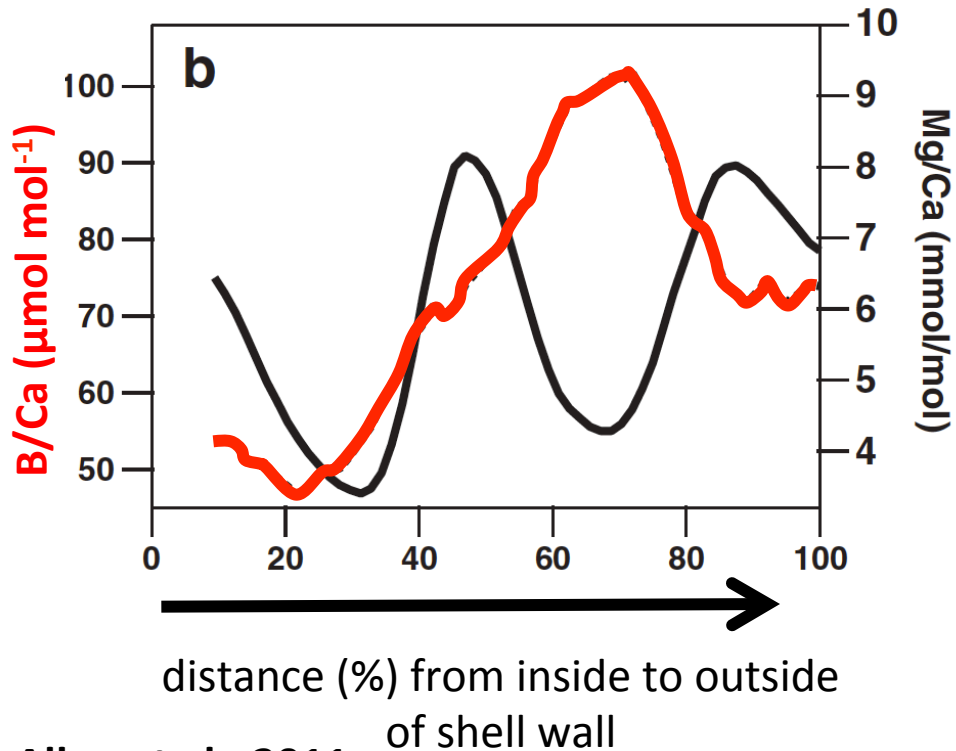 b
B/Ca (μmol mol⁻¹)
100
90
80
70
60
50
10
9
8
7
6
5
4
Mg/Ca (mmol/mol)
0 20 40 60 80 100
distance (%) from inside to outside
of shell wall